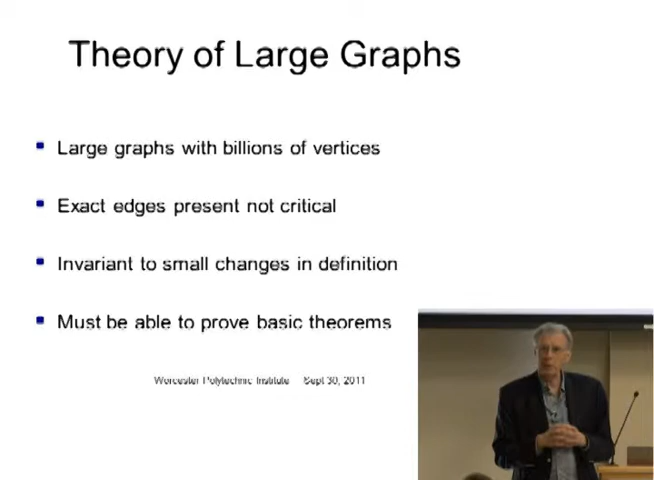 Theory of Large Graphs
Large graphs with billions of vertices
Exact edges present not critical
Invariant to small changes in definition
Must be able to prove basic theorems
Worcester Polytechnic Institute Sept 30, 2011